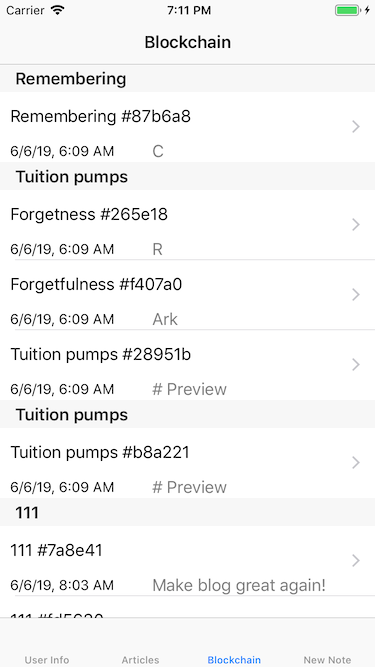 Carrier 7:11 PM
Blockchain
Remembering
Remembering #87b6a8
6/6/19, 6:09 AM C
Tuition pumps
Forgetness #265e18
6/6/19, 6:09 AM R
Forgetfulness #f407a0
6/6/19, 6:09 AM Ark
Tuition pumps #28951b
6/6/19, 6:09 AM # Preview
Tuition pumps
Tuition pumps #b8a221
6/6/19, 6:09 AM # Preview
111
111 #7a8e41
6/6/19, 8:03 AM Make blog great again!
User Info Articles Blockchain New Note